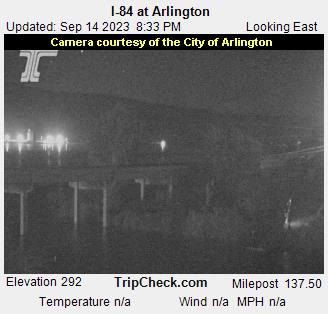 I-84 at Arlington
Updated: Sep 14 2023 8:33 PM Looking East
Camera courtesy of the City of Arlington
Elevation 292 TripCheck.com Milepost 137.50
Temperature n/a Wind n/a MPH n/a